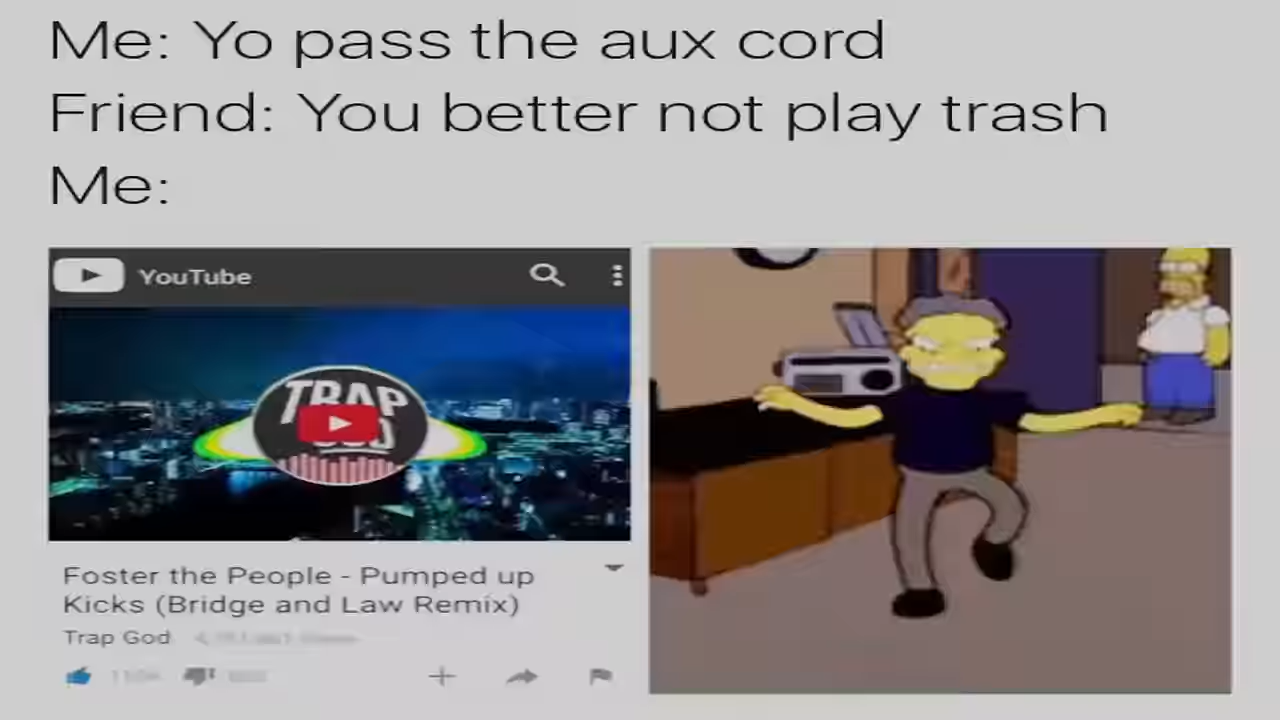 Me: Yo pass the aux cord
Friend: You better not play trash
Me:
YouTube
TRAP
GOD
Foster the People - Pumped up
Kicks (Bridge and Law Remix)
Trap God